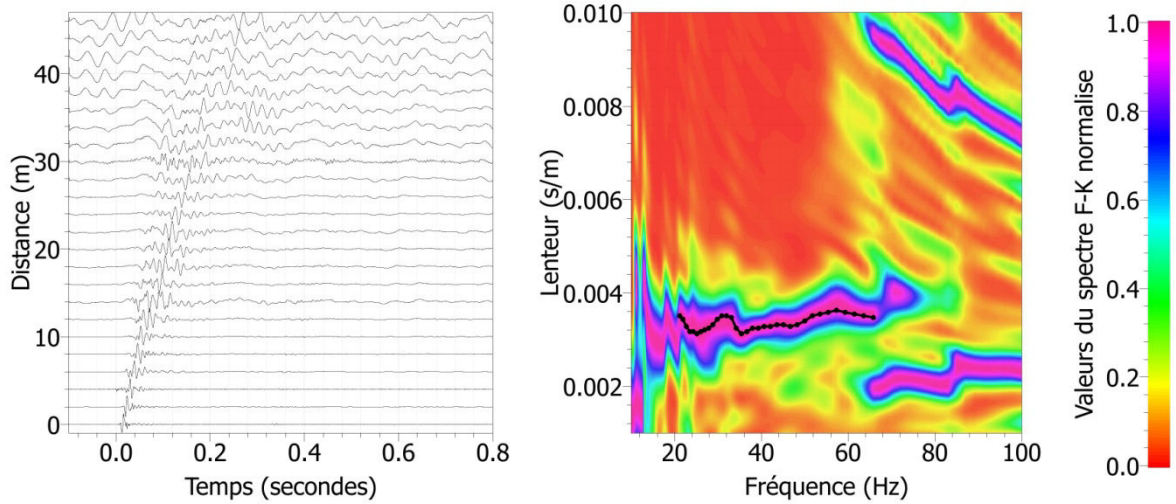 Distance (m)
40
30
20
10
0
0.0 0.2 0.4 0.6 0.8
Temps (secondes)
Lenteur (s/m)
0.010
0.008
0.006
0.004
0.002
20 40 60 80 100
Fréquence (Hz)
Valeurs du spectre F-K normalise
1.0
0.8
0.6
0.4
0.2
0.0